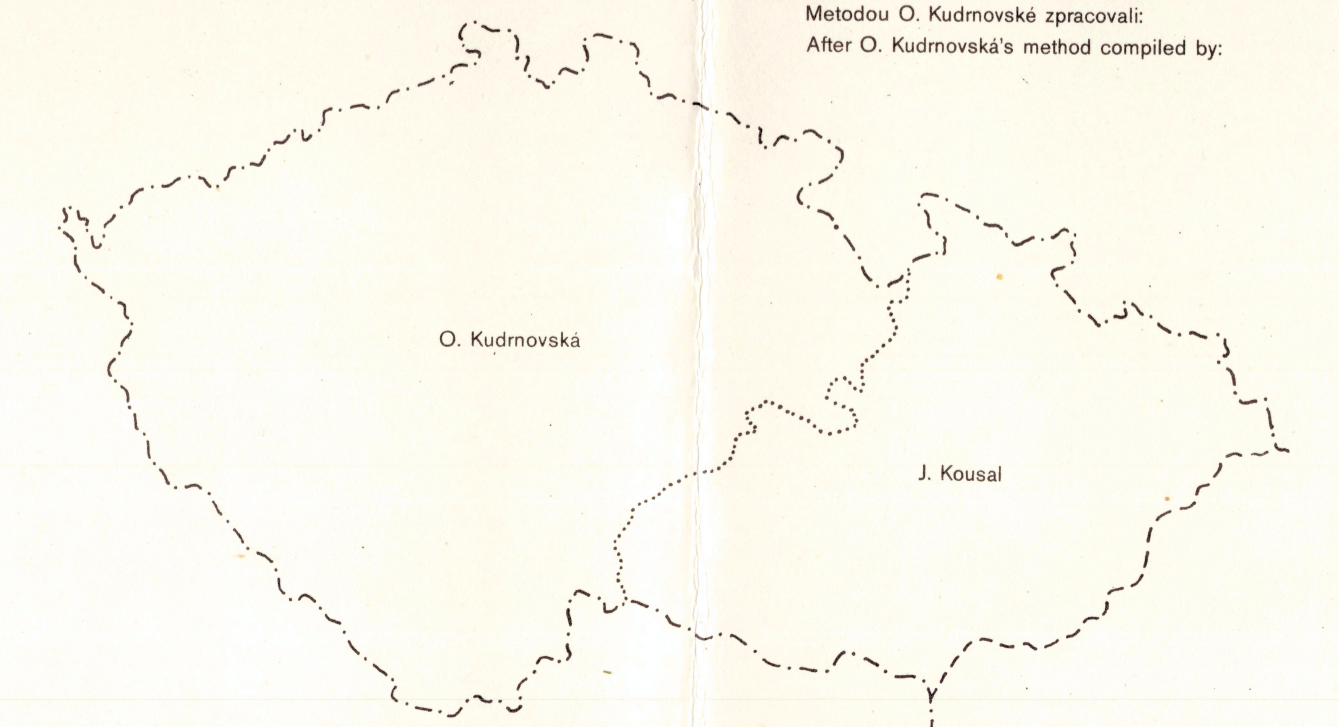 Metodou O. Kudrnovské zpracovali:
After O. Kudrnovská's method compiled by:
O. Kudrnovská
J. Kousal